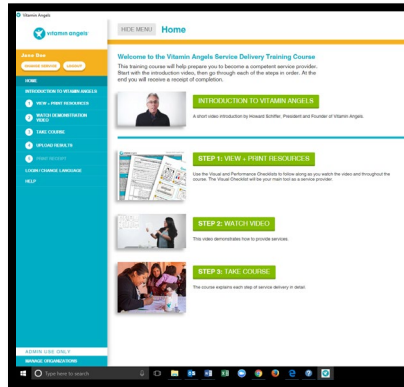 Vitamin Angels
vitamin angels
HIDE MENU Home
Jane Doe
LOGOUT
HOME
INTRODUCTION TO VITAMIN ANGELS
VIEW + PRINT RESOURCES
WATCH DEMONSTRATION
VIDEO
TAKE COURSE
UPLOAD RESULTS
PRINT RECEIPT
LOGIN / CHANGE LANGUAGE
HELP
Welcome to the Vitamin Angels Service Delivery Training Course
This training course will help prepare you to become a competent service provider.
Start with the introduction video, then go through each of the steps in order. At the
end you will receive a receipt of completion.
INTRODUCTION TO VITAMIN ANGELS
A short video introduction by Howard Schiffer, President and Founder of Vitamin Angels.
STEP 1: VIEW + PRINT RESOURCES
Use the Visual and Performance Checklists to follow along as you watch the video and throughout the
course. The Visual Checklist will be your main tool as a service provider.
STEP 2: WATCH VIDEO
This video demonstrates how to provide services.
STEP 3: TAKE COURSE
The course explains each step of service delivery in detail.
ADMIN USE ONLY
MANAGE ORGANIZATIONS
Type here to search